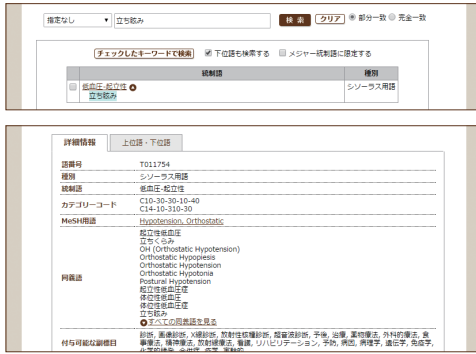 指定なし ▼ 立ち眩み 検 索 クリア 部分一致 完全一致
チェックしたキーワードで検索 下位語も検索する メジャー統制語に限定する
統制語 種別
低血圧-起立性 シソーラス用語
立ち眩み
詳細情報 上位語・下位語
語番号 T011754
種別 シソーラス用語
統制語 低血圧-起立性
カテゴリーコード C10-30-30-10-40
C14-10-310-30
MeSH用語 Hypotension, Orthostatic
同義語 起立性低血圧
立ちくらみ
OH (Orthostatic Hypotension)
Orthostatic Hypopiesis
Orthostatic Hypotension
Orthostatic Hypotonia
Postural Hypotension
起立性低血圧症
体位性低血圧
体位性低血圧症
立ち眩み
すべての同義語を見る
付与可能な副標目 診断, 画像診断, X線診断, 放射性核種診断, 超音波診断, 予後, 治療, 薬物療法, 外科的療法, 食
事療法, 精神療法, 放射線療法, 看護, リハビリテーション, 予防, 病因, 病理学, 遺伝学, 免疫学,